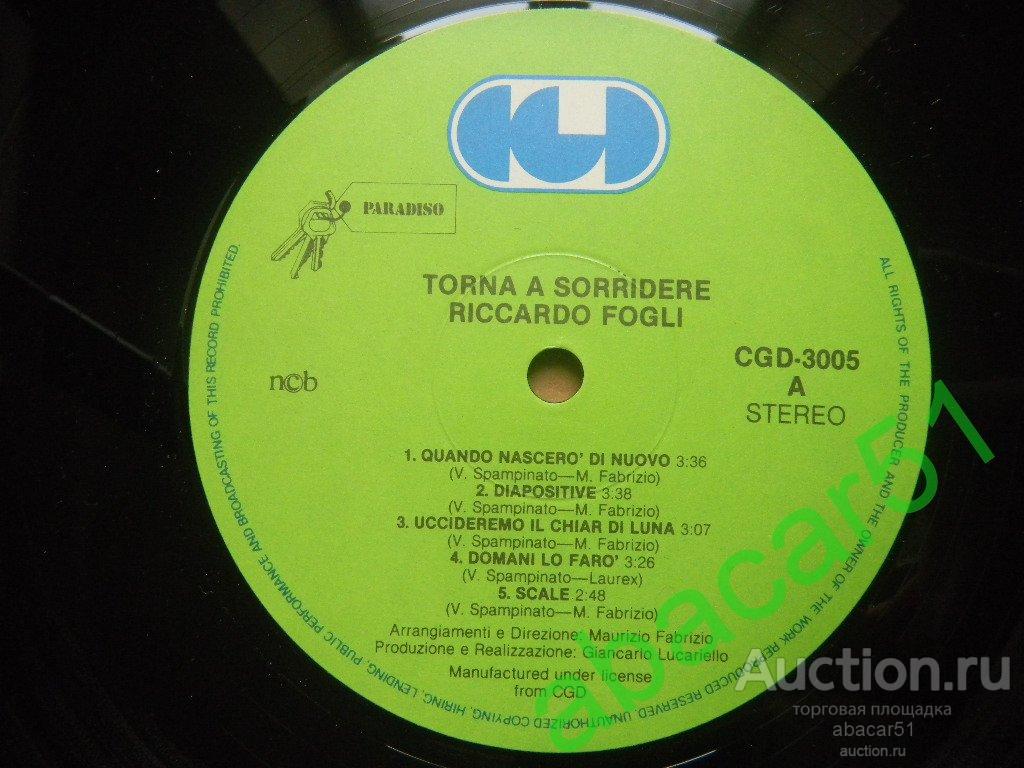 PARADISO
TORNA A SORRIDERE
RICCARDO FOGLI
CGD-3005
A
STEREO
n©b
1. QUANDO NASCERO' DI NUOVO 3:36
(V. Spampinato—M. Fabrizio)
2. DIAPOSITIVE 3:38
(V. Spampinato—M. Fabrizio)
3. UCCIDEREMO IL CHIAR DI LUNA 3:07
(V. Spampinato—M. Fabrizio)
4. DOMANI LO FARO' 3:26
(V. Spampinato—Laurex)
5. SCALE 2:48
(V. Spampinato—M. Fabrizio)
Arrangiamenti e Direzione: Maurizio Fabrizio
Produzione e Realizzazione: Giancarlo Lucariello
Manufactured under license
from CGD
ALL RIGHTS OF THE PRODUCER AND THE OWNER OF THE WORK REPRODUCED RESERVED. UNAUTHORIZED COPYING, HIRING, LENDING, PUBLIC PERFORMANCE AND BROADCASTING OF THIS RECORD PROHIBITED.
abacar51
Auction.ru
торговая площадка
abacar51
auction.ru